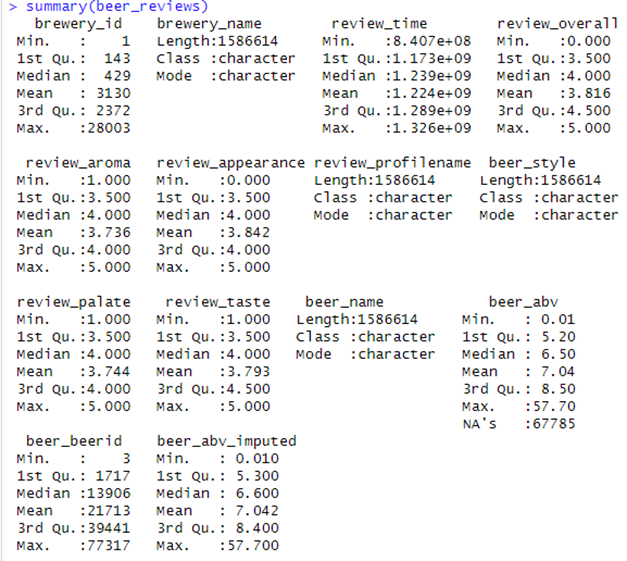 > summary(beer_reviews)
brewery_id brewery_name review_time review_overall
Min. : 1 Length:1586614 Min. :8.407e+08 Min. :0.000
1st Qu.: 143 Class :character 1st Qu.:1.173e+09 1st Qu.:3.500
Median : 429 Mode :character Median :1.239e+09 Median :4.000
Mean : 3130 Mean :1.224e+09 Mean :3.816
3rd Qu.: 2372 3rd Qu.:1.289e+09 3rd Qu.:4.500
Max. :28003 Max. :1.326e+09 Max. :5.000
review_aroma review_appearance review_profilename beer_style
Min. :1.000 Min. :0.000 Length:1586614 Length:1586614
1st Qu.:3.500 1st Qu.:3.500 Class :character Class :character
Median :4.000 Median :4.000 Mode :character Mode :character
Mean :3.736 Mean :3.842
3rd Qu.:4.000 3rd Qu.:4.000
Max. :5.000 Max. :5.000
review_palate review_taste beer_name beer_abv
Min. :1.000 Min. :1.000 Length:1586614 Min. : 0.01
1st Qu.:3.500 1st Qu.:3.500 Class :character 1st Qu.: 5.20
Median :4.000 Median :4.000 Mode :character Median : 6.50
Mean :3.744 Mean :3.793 Mean : 7.04
3rd Qu.:4.000 3rd Qu.:4.500 3rd Qu.: 8.50
Max. :5.000 Max. :5.000 Max. :57.70
NA's :67785
beer_beerid beer_abv_imputed
Min. : 3 Min. : 0.010
1st Qu.: 1717 1st Qu.: 5.300
Median :13906 Median : 6.600
Mean :21713 Mean : 7.042
3rd Qu.:39441 3rd Qu.: 8.400
Max. :77317 Max. :57.700